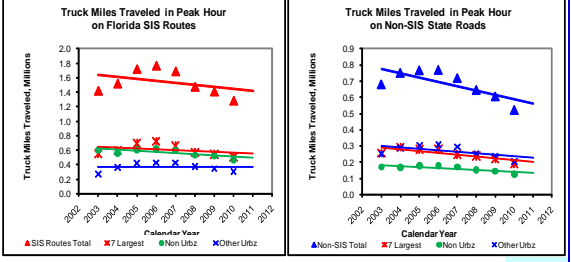 Truck Miles Traveled in Peak Hour
on Florida SIS Routes
Truck Miles Traveled, Millions
2.0
1.8
1.6
1.4
1.2
1.0
0.8
0.6
0.4
0.2
0.0
2002 2003 2004 2005 2006 2007 2008 2009 2010 2011 2012
Calendar Year
SIS Routes Total 7 Largest Non Urbz Other Urbz
Truck Miles Traveled in Peak Hour
on Non-SIS State Roads
Truck Miles Traveled, Millions
0.9
0.8
0.7
0.6
0.5
0.4
0.3
0.2
0.1
0.0
2002 2003 2004 2005 2006 2007 2008 2009 2010 2011 2012
Calendar Year
Non-SIS Total 7 Largest Non Urbz Other Urbz